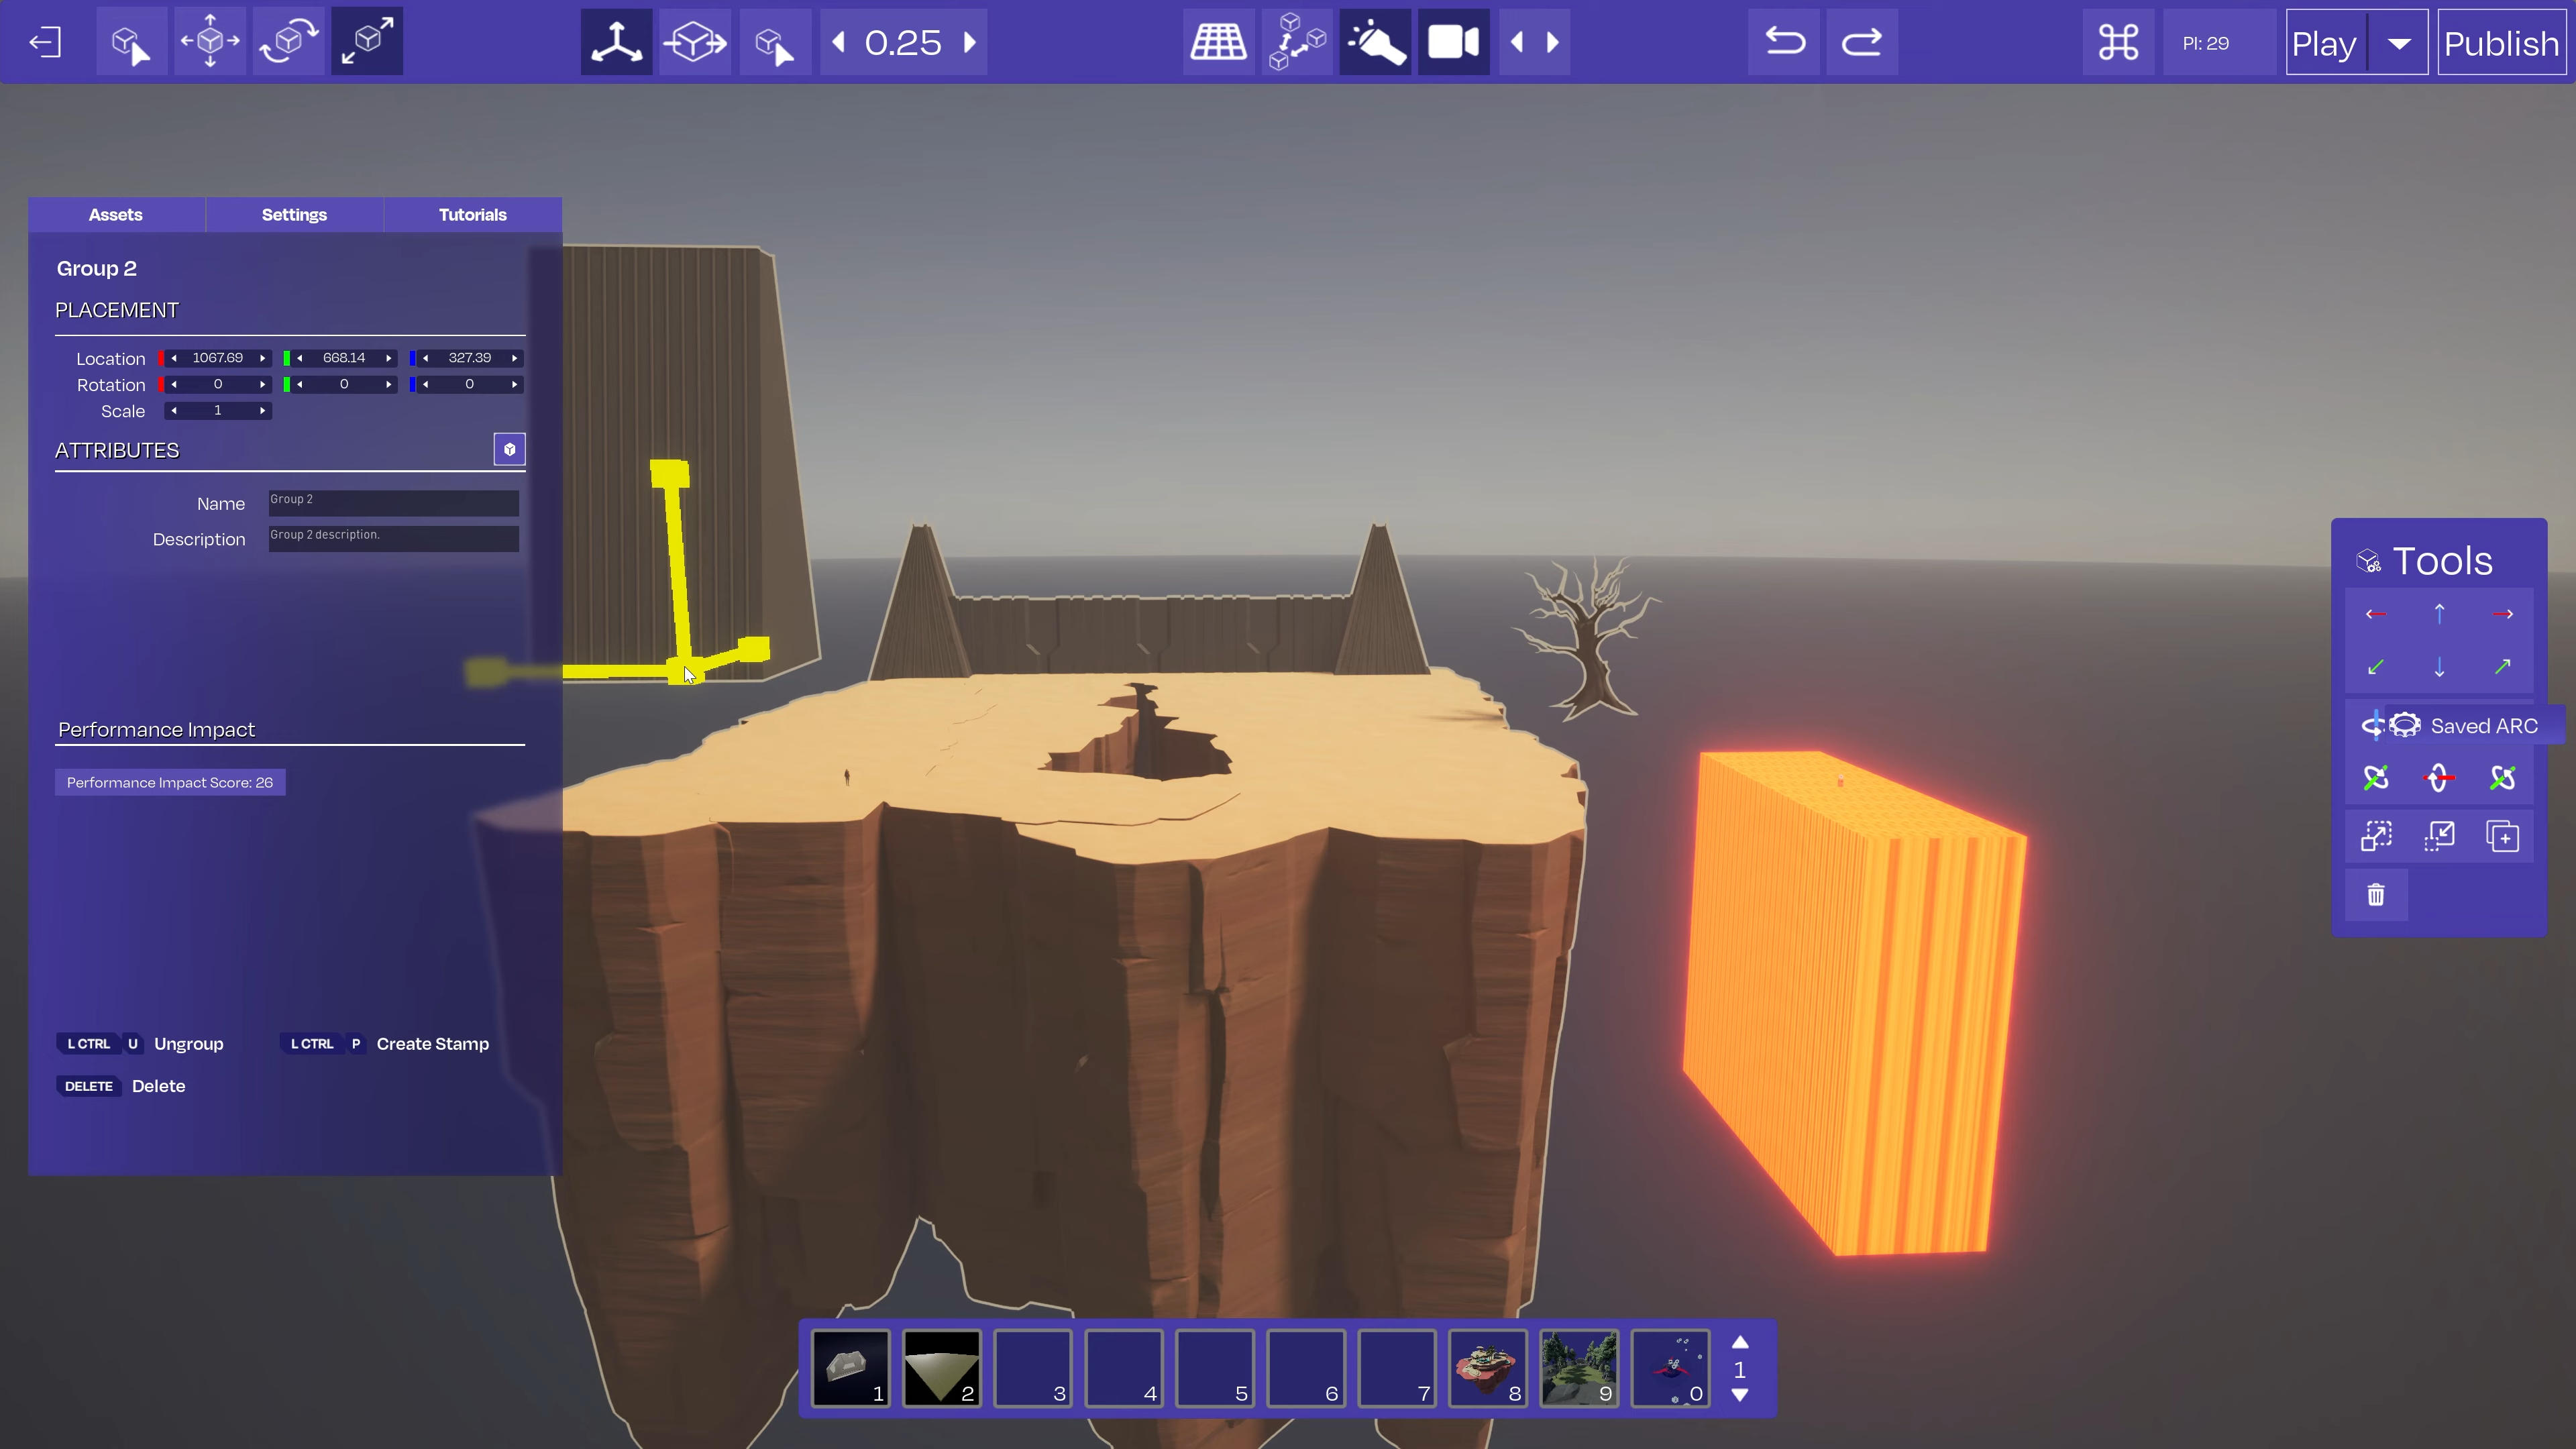 0.25
PI: 29
Play
Publish
Assets Settings Tutorials
Group 2
PLACEMENT
Location 1067.69 668.14 327.39
Rotation 0 0 0
Scale 1
ATTRIBUTES
Name Group 2
Description Group 2 description.
Performance Impact
Performance Impact Score: 26
L CTRL U Ungroup L CTRL P Create Stamp
DELETE Delete
Tools
Saved ARC
1 2 3 4 5 6 7 8 9 0
1